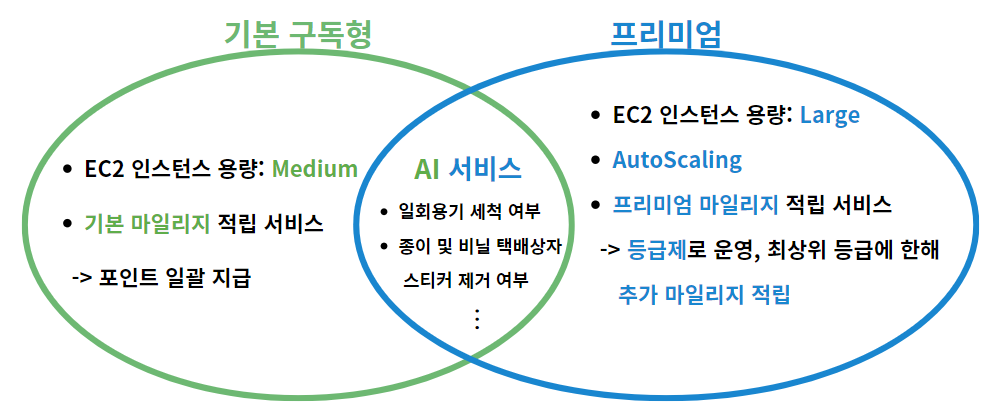 기본 구독형
프리미엄
• EC2 인스턴스 용량: Medium
• 기본 마일리지 적립 서비스
-> 포인트 일괄 지급
AI 서비스
• 일회용기 세척 여부
• 종이 및 비닐 택배상자
스티커 제거 여부
⋮
• EC2 인스턴스 용량: Large
• AutoScaling
• 프리미엄 마일리지 적립 서비스
-> 등급제로 운영, 최상위 등급에 한해
추가 마일리지 적립